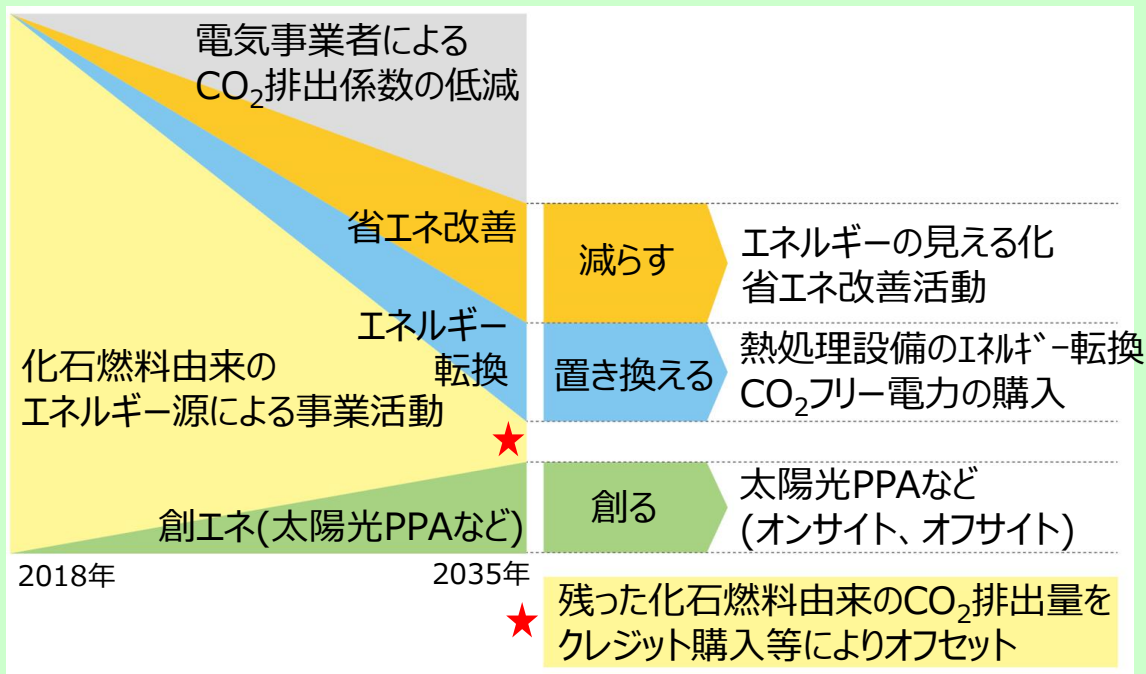 電気事業者による
CO₂排出係数の低減
省エネ改善
エネルギー
転換
化石燃料由来の
エネルギー源による事業活動
★
創エネ(太陽光PPAなど)
2018年
2035年
減らす
エネルギーの見える化
省エネ改善活動
置き換える
熱処理設備のｴﾈﾙｷﾞｰ転換
CO₂フリー電力の購入
創る
太陽光PPAなど
(オンサイト、オフサイト)
★
残った化石燃料由来のCO₂排出量を
クレジット購入等によりオフセット